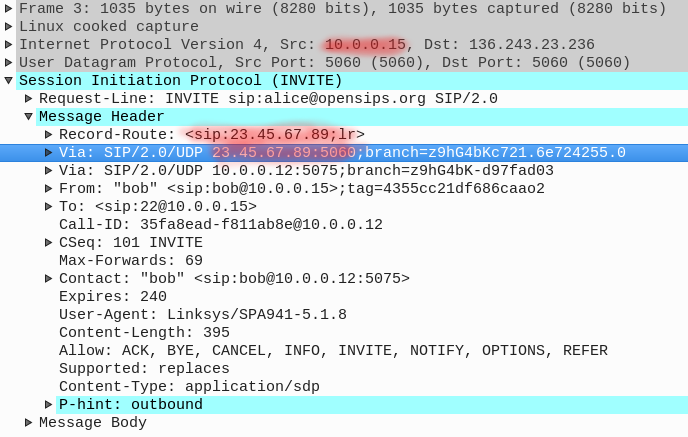 Frame 3: 1035 bytes on wire (8280 bits), 1035 bytes captured (8280 bits)
Linux cooked capture
Internet Protocol Version 4, Src: 10.0.0.15, Dst: 136.243.23.236
User Datagram Protocol, Src Port: 5060 (5060), Dst Port: 5060 (5060)
Session Initiation Protocol (INVITE)
Request-Line: INVITE sip:alice@opensips.org SIP/2.0
Message Header
Record-Route: <sip:23.45.67.89;lr>
Via: SIP/2.0/UDP 23.45.67.89:5060;branch=z9hG4bKc721.6e724255.0
Via: SIP/2.0/UDP 10.0.0.12:5075;branch=z9hG4bK-d97fad03
From: "bob" <sip:bob@10.0.0.15>;tag=4355cc21df686caao2
To: <sip:22@10.0.0.15>
Call-ID: 35fa8ead-f811ab8e@10.0.0.12
CSeq: 101 INVITE
Max-Forwards: 69
Contact: "bob" <sip:bob@10.0.0.12:5075>
Expires: 240
User-Agent: Linksys/SPA941-5.1.8
Content-Length: 395
Allow: ACK, BYE, CANCEL, INFO, INVITE, NOTIFY, OPTIONS, REFER
Supported: replaces
Content-Type: application/sdp
P-hint: outbound
Message Body